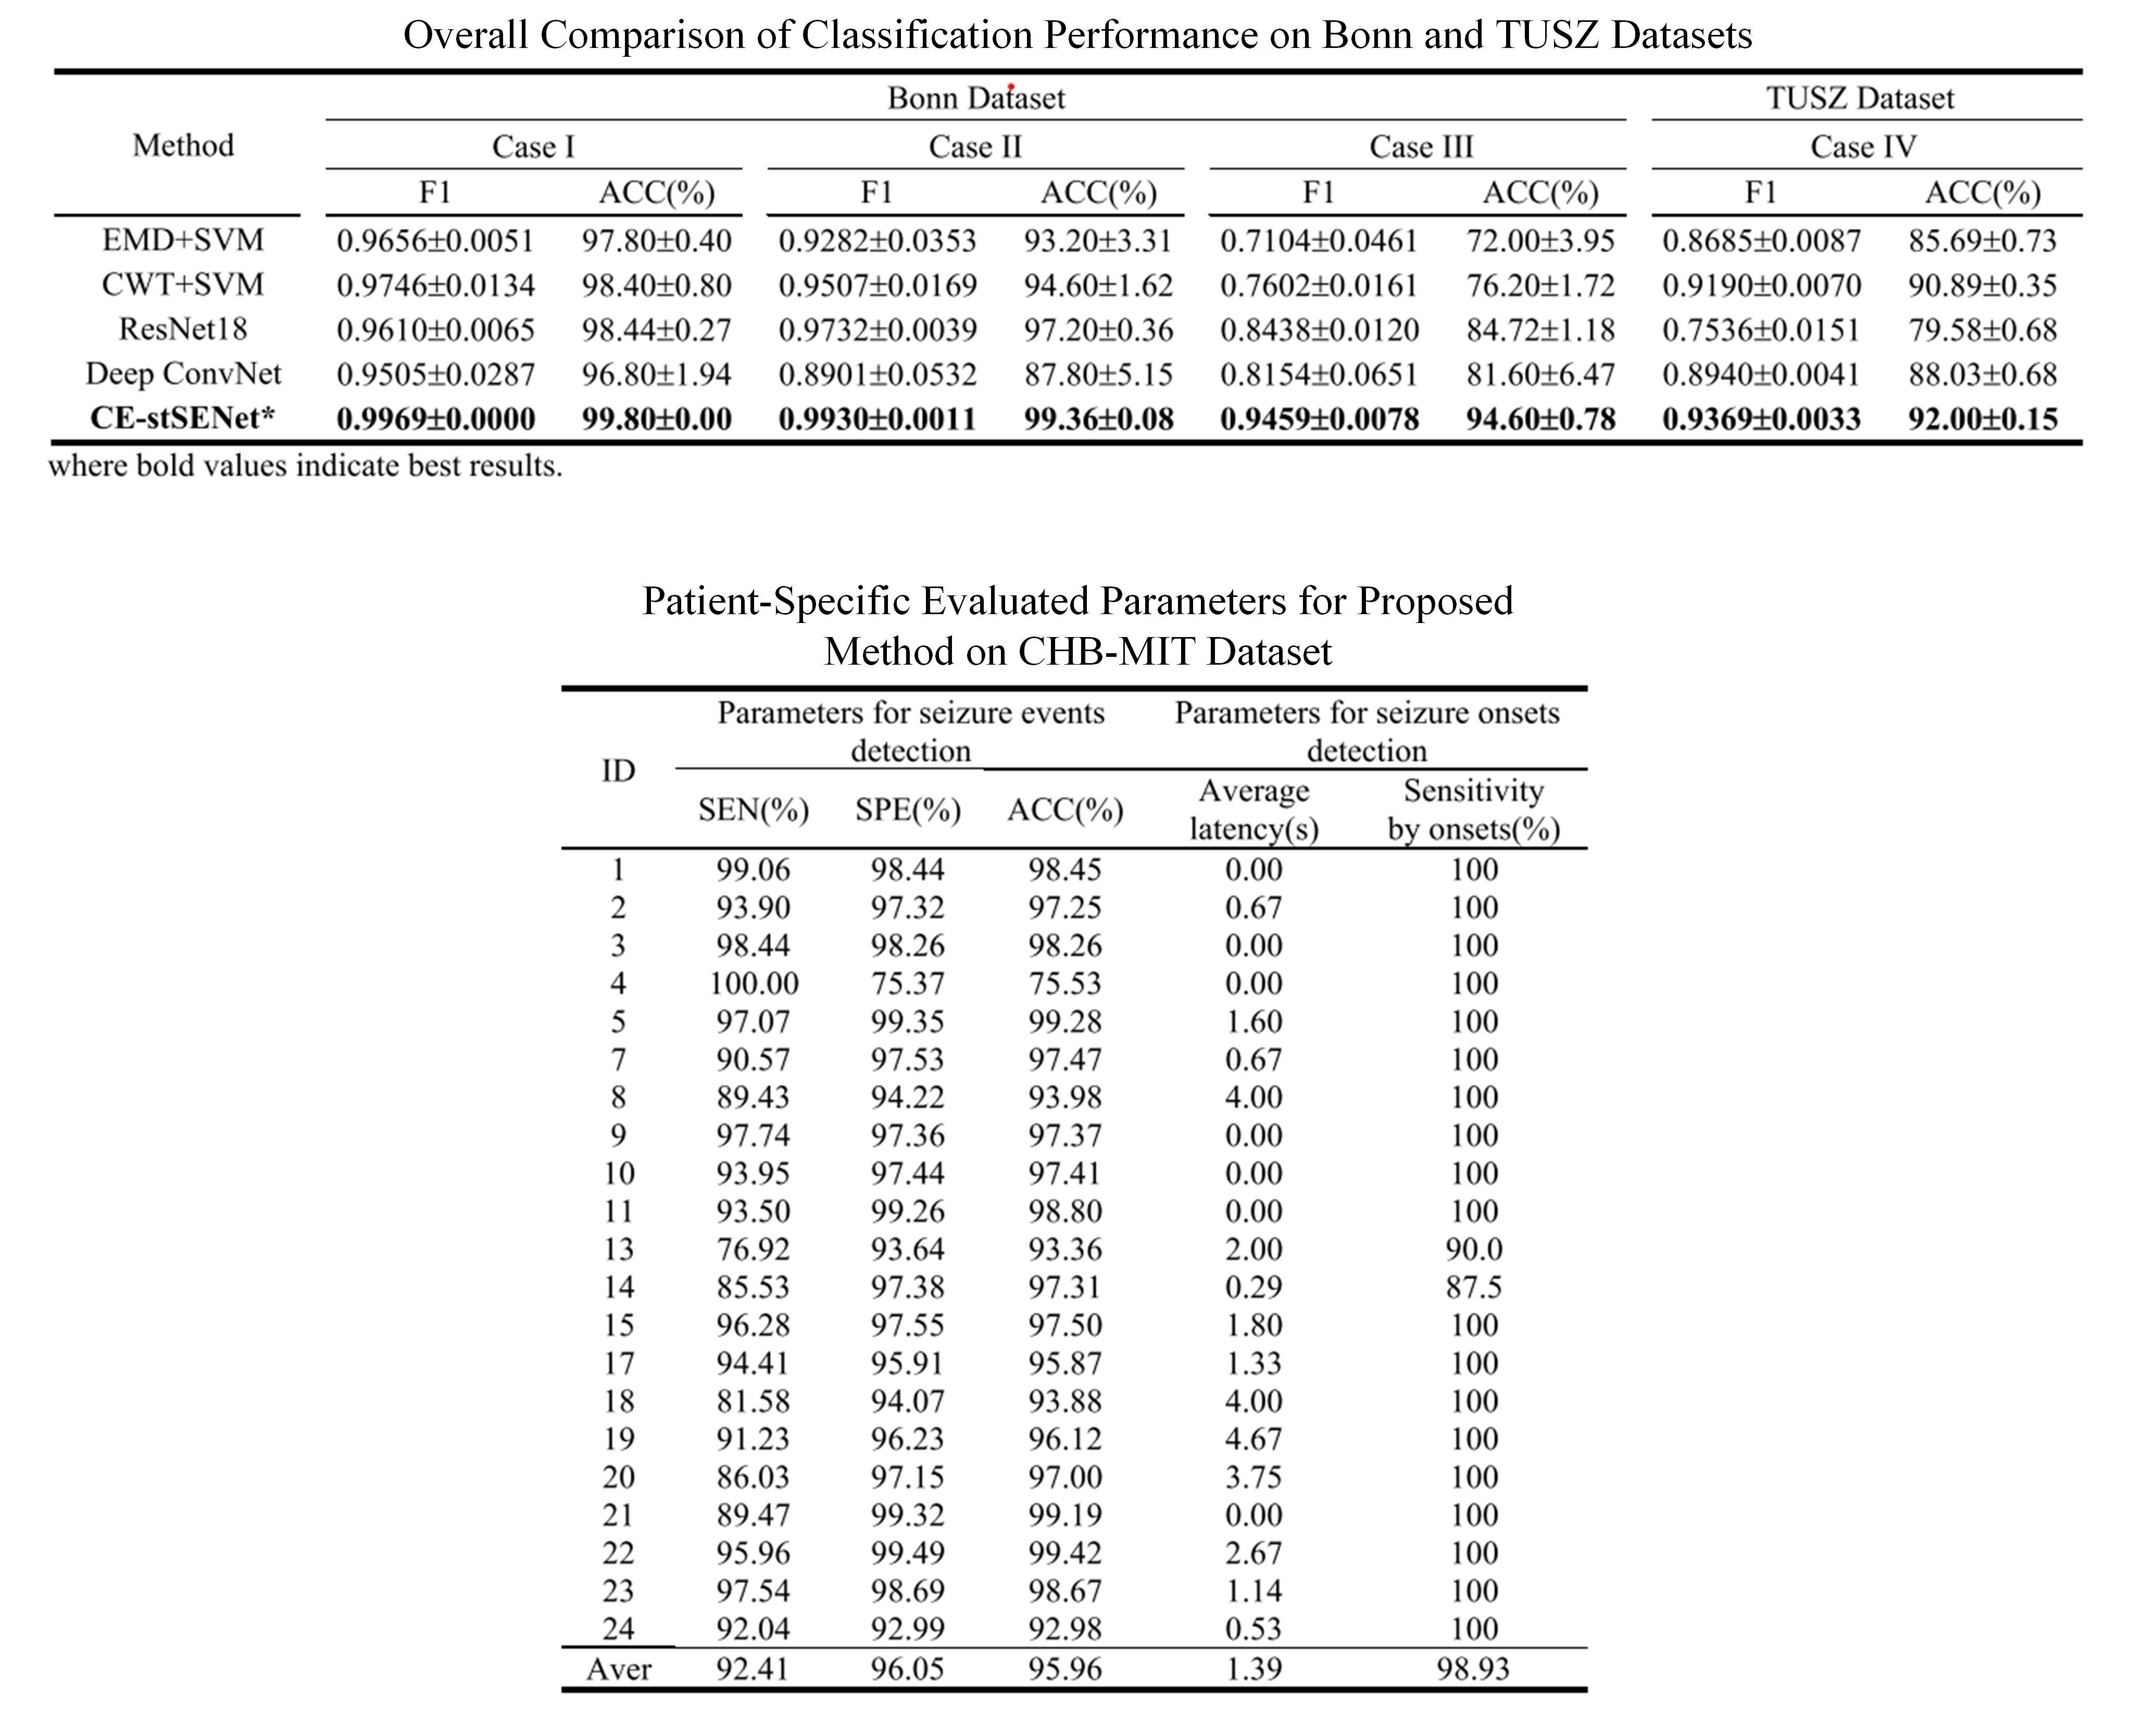 Overall Comparison of Classification Performance on Bonn and TUSZ Datasets
Bonn Dataset TUSZ Dataset
Method Case I Case II Case III Case IV
F1 ACC(%) F1 ACC(%) F1 ACC(%) F1 ACC(%)
EMD+SVM 0.9656±0.0051 97.80±0.40 0.9282±0.0353 93.20±3.31 0.7104±0.0461 72.00±3.95 0.8685±0.0087 85.69±0.73
CWT+SVM 0.9746±0.0134 98.40±0.80 0.9507±0.0169 94.60±1.62 0.7602±0.0161 76.20±1.72 0.9190±0.0070 90.89±0.35
ResNet18 0.9610±0.0065 98.44±0.27 0.9732±0.0039 97.20±0.36 0.8438±0.0120 84.72±1.18 0.7536±0.0151 79.58±0.68
Deep ConvNet 0.9505±0.0287 96.80±1.94 0.8901±0.0532 87.80±5.15 0.8154±0.0651 81.60±6.47 0.8940±0.0041 88.03±0.68
CE-stSENet* 0.9969±0.0000 99.80±0.00 0.9930±0.0011 99.36±0.08 0.9459±0.0078 94.60±0.78 0.9369±0.0033 92.00±0.15
where bold values indicate best results.
Patient-Specific Evaluated Parameters for Proposed
Method on CHB-MIT Dataset
Parameters for seizure events Parameters for seizure onsets
detection detection
ID
Average Sensitivity
SEN(%) SPE(%) ACC(%)
latency(s) by onsets(%)
1 99.06 98.44 98.45 0.00 100
2 93.90 97.32 97.25 0.67 100
3 98.44 98.26 98.26 0.00 100
4 100.00 75.37 75.53 0.00 100
5 97.07 99.35 99.28 1.60 100
7 90.57 97.53 97.47 0.67 100
8 89.43 94.22 93.98 4.00 100
9 97.74 97.36 97.37 0.00 100
10 93.95 97.44 97.41 0.00 100
11 93.50 99.26 98.80 0.00 100
13 76.92 93.64 93.36 2.00 90.0
14 85.53 97.38 97.31 0.29 87.5
15 96.28 97.55 97.50 1.80 100
17 94.41 95.91 95.87 1.33 100
18 81.58 94.07 93.88 4.00 100
19 91.23 96.23 96.12 4.67 100
20 86.03 97.15 97.00 3.75 100
21 89.47 99.32 99.19 0.00 100
22 95.96 99.49 99.42 2.67 100
23 97.54 98.69 98.67 1.14 100
24 92.04 92.99 92.98 0.53 100
Aver 92.41 96.05 95.96 1.39 98.93